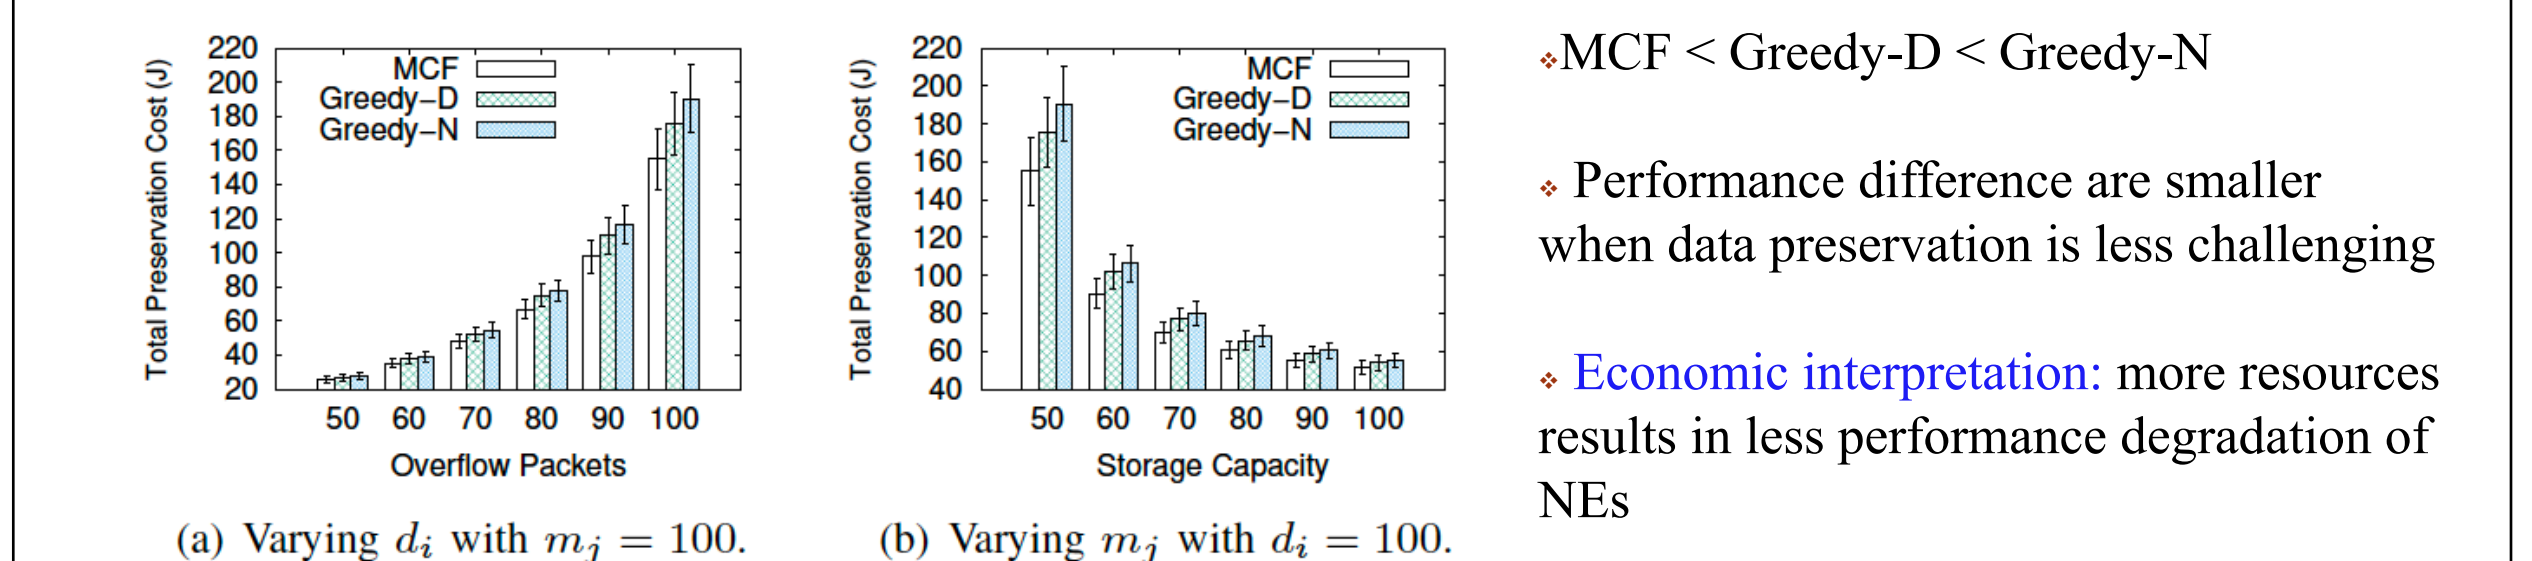 220
200
180
160
140
120
100
80
60
40
20
Total Preservation Cost (J)
MCF
Greedy−D
Greedy−N
50 60 70 80 90 100
Overflow Packets
(a) Varying d_i with m_j = 100.
220
200
180
160
140
120
100
80
60
40
Total Preservation Cost (J)
MCF
Greedy−D
Greedy−N
50 60 70 80 90 100
Storage Capacity
(b) Varying m_j with d_i = 100.
❖MCF < Greedy-D < Greedy-N
❖ Performance difference are smaller
when data preservation is less challenging
❖ Economic interpretation: more resources
results in less performance degradation of
NEs